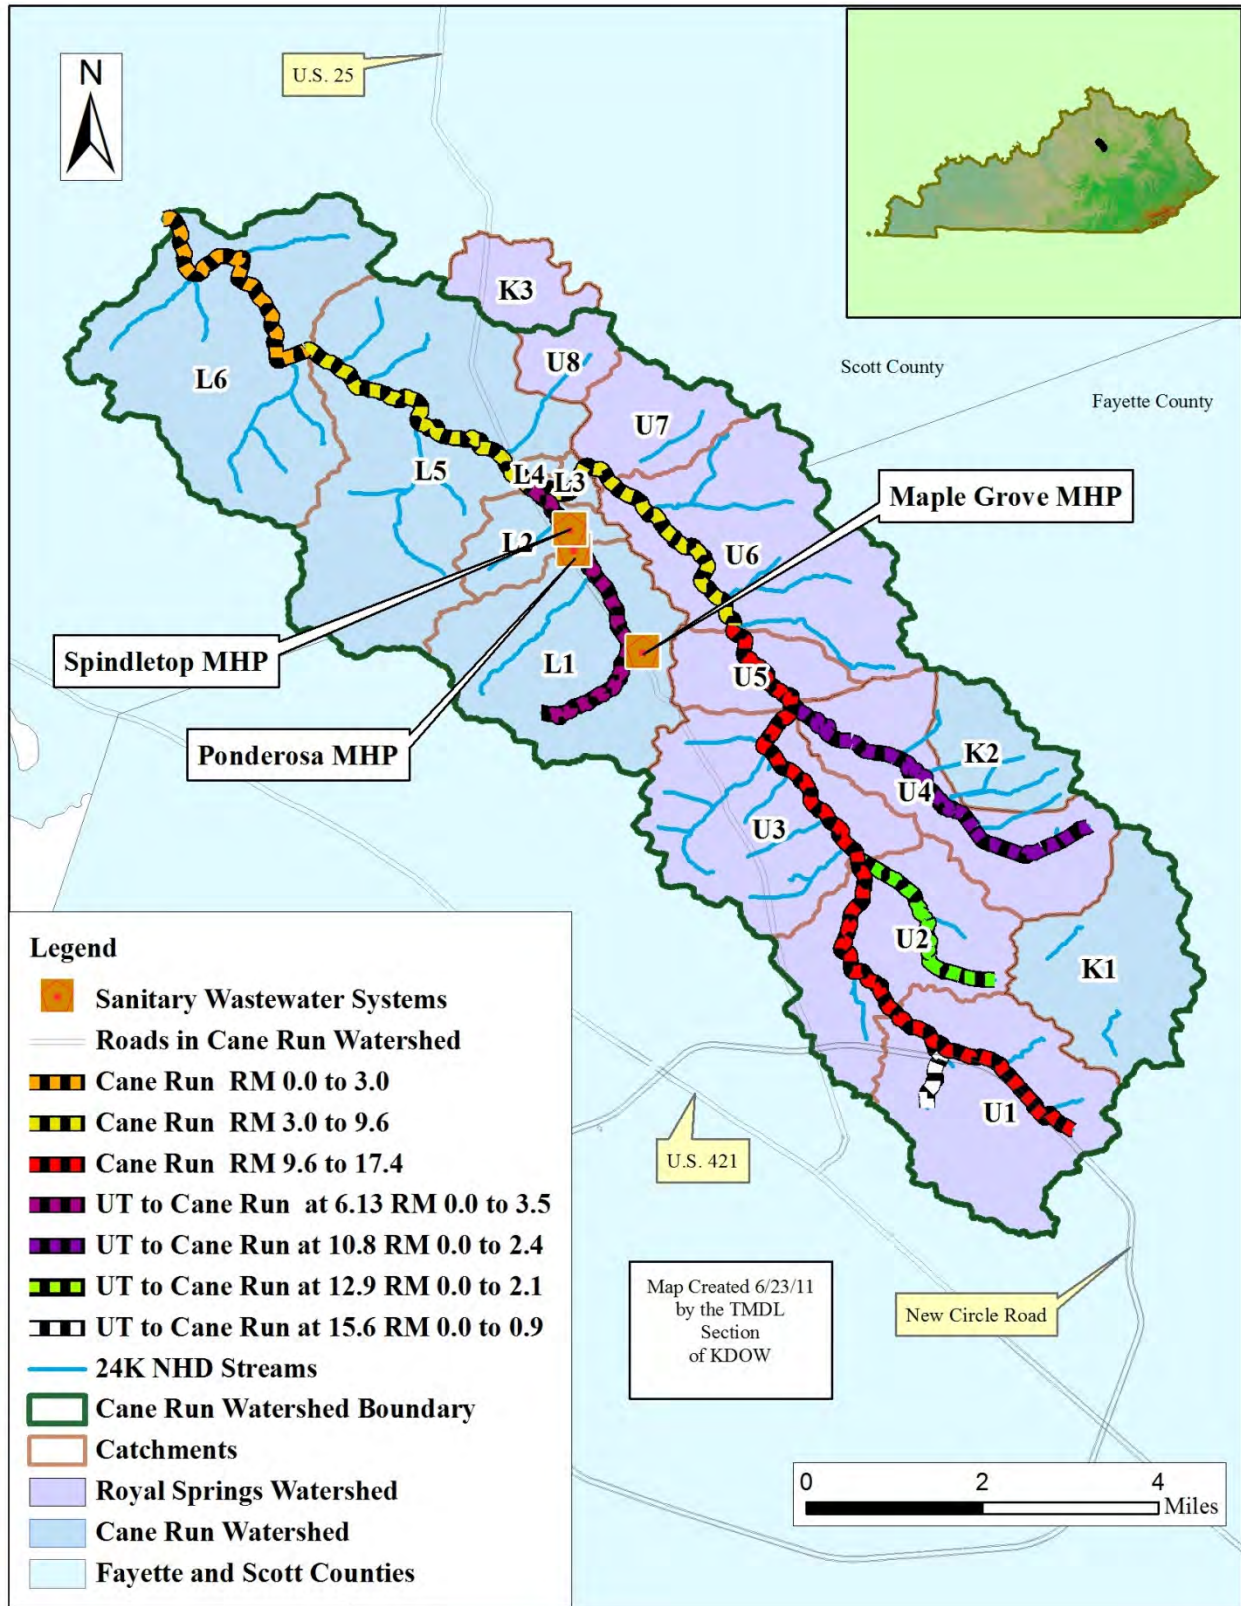 U.S. 25
N
K3
U8
Scott County
Fayette County
L6
U7
L5
L4
L3
Maple Grove MHP
L2
U6
Spindletop MHP
L1
U5
Ponderosa MHP
K2
U4
U3
U2
K1
U1
U.S. 421
New Circle Road
Map Created 6/23/11
by the TMDL
Section
of KDOW
Legend
Sanitary Wastewater Systems
Roads in Cane Run Watershed
Cane Run RM 0.0 to 3.0
Cane Run RM 3.0 to 9.6
Cane Run RM 9.6 to 17.4
UT to Cane Run at 6.13 RM 0.0 to 3.5
UT to Cane Run at 10.8 RM 0.0 to 2.4
UT to Cane Run at 12.9 RM 0.0 to 2.1
UT to Cane Run at 15.6 RM 0.0 to 0.9
24K NHD Streams
Cane Run Watershed Boundary
Catchments
Royal Springs Watershed
Cane Run Watershed
Fayette and Scott Counties
0 2 4
Miles